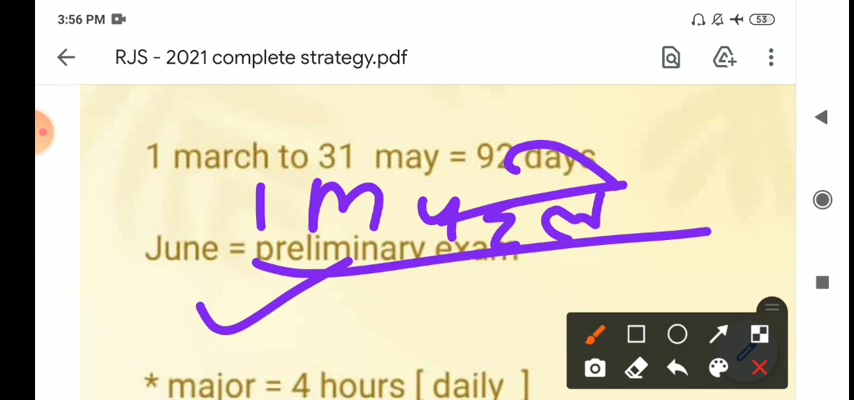 3:56 PM 53
RJS - 2021 complete strategy.pdf
1 march to 31 may = 92 days
1 M पहले
June = preliminary exam
* major = 4 hours [ daily ]